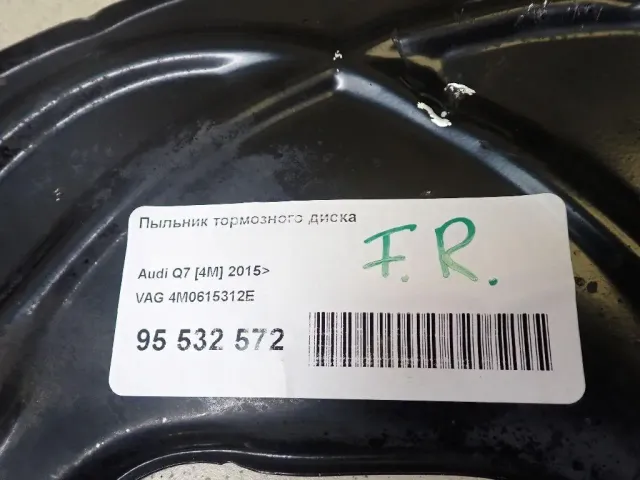 Пыльник тормозного диска
F.R.
Audi Q7 [4M] 2015>
VAG 4M0615312E
95 532 572